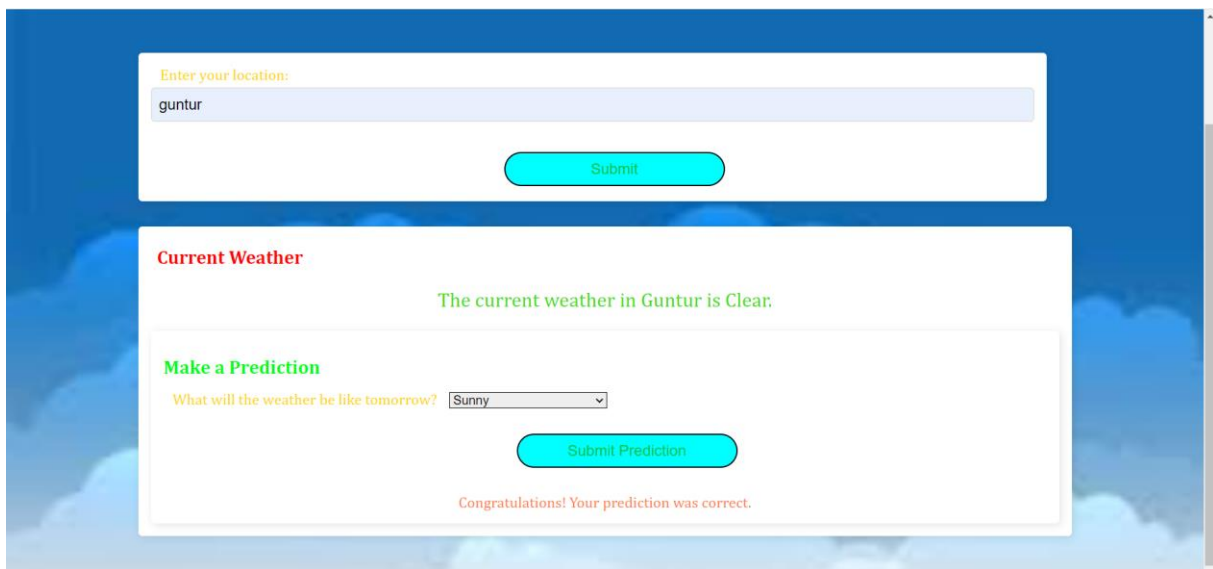 Enter your location:
guntur
Submit
Current Weather
The current weather in Guntur is Clear.
Make a Prediction
What will the weather be like tomorrow? Sunny
Submit Prediction
Congratulations! Your prediction was correct.